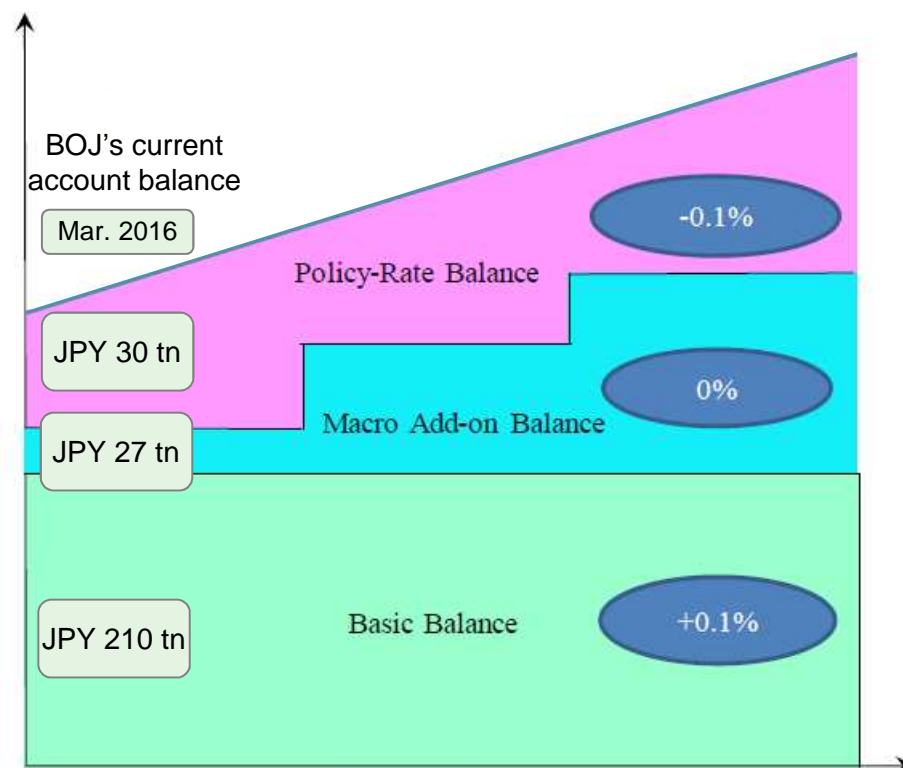 BOJ's current
account balance
Mar. 2016
-0.1%
Policy-Rate Balance
JPY 30 tn
0%
Macro Add-on Balance
JPY 27 tn
Basic Balance
+0.1%
JPY 210 tn